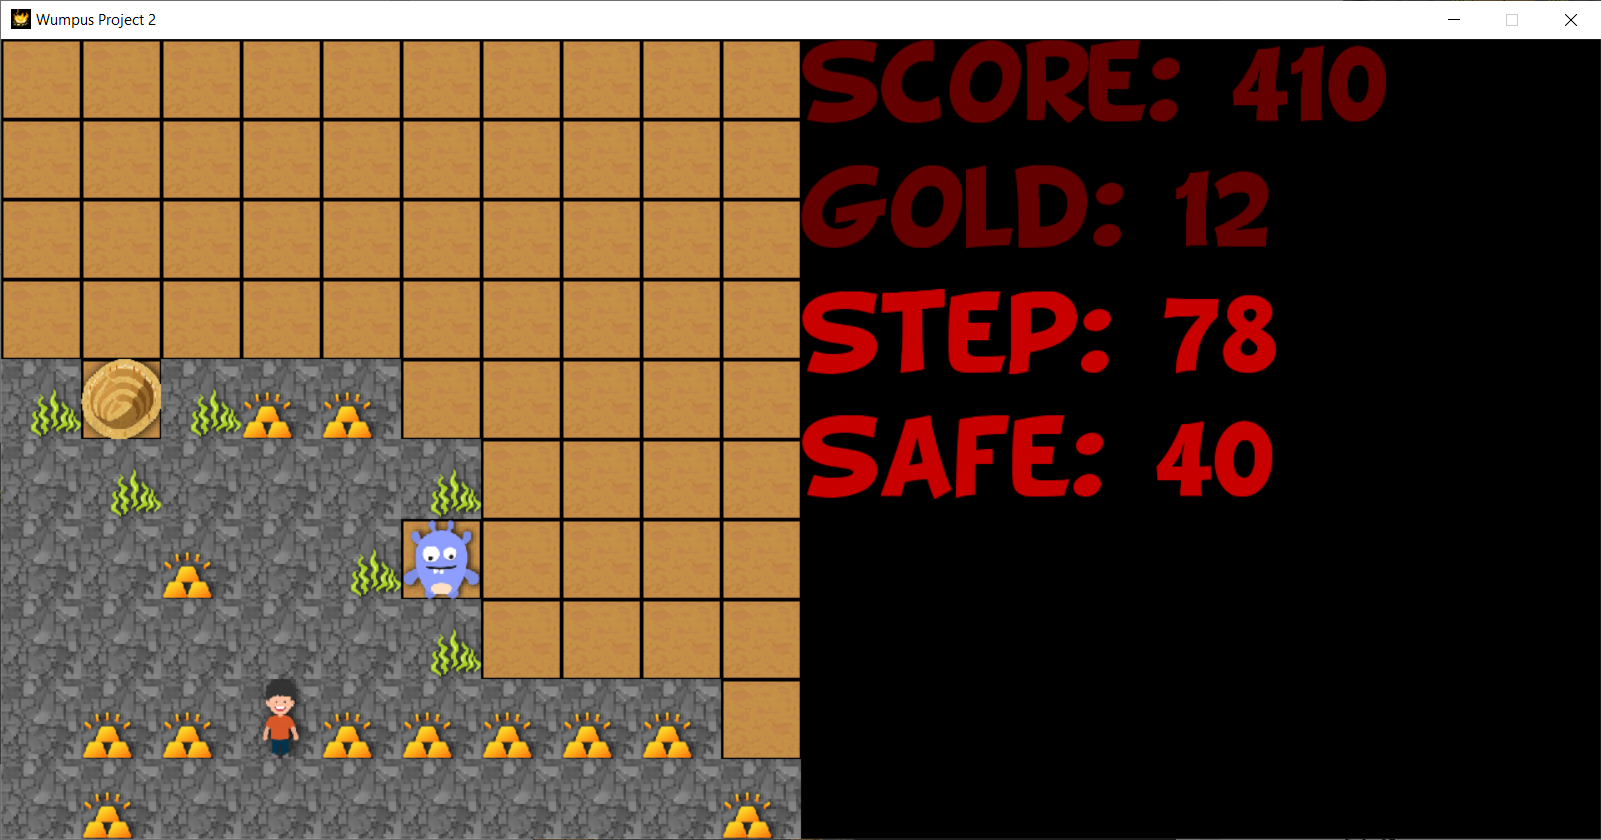 Wumpus Project 2
SCORE: 410
GOLD: 12
STEP: 78
SAFE: 40